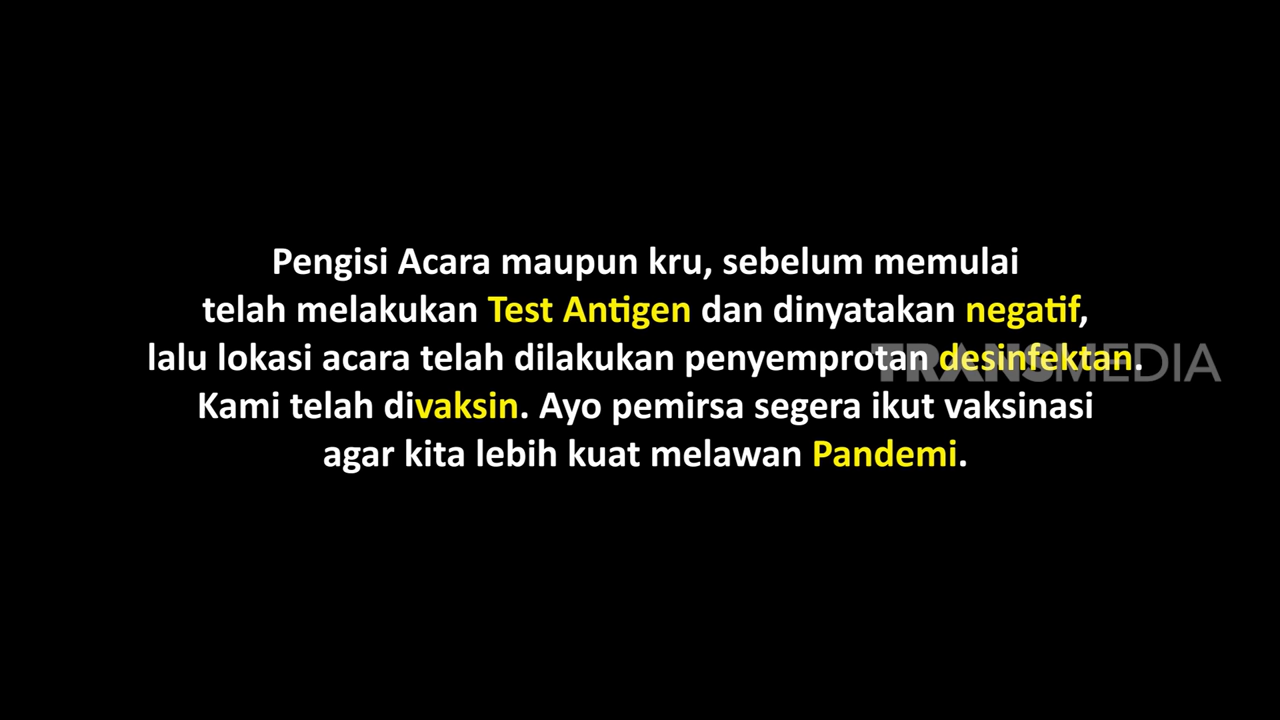 Pengisi Acara maupun kru, sebelum memulai
telah melakukan Test Antigen dan dinyatakan negatif,
lalu lokasi acara telah dilakukan penyemprotan desinfektan.
TRANSMEDIA
Kami telah divaksin. Ayo pemirsa segera ikut vaksinasi
agar kita lebih kuat melawan Pandemi.